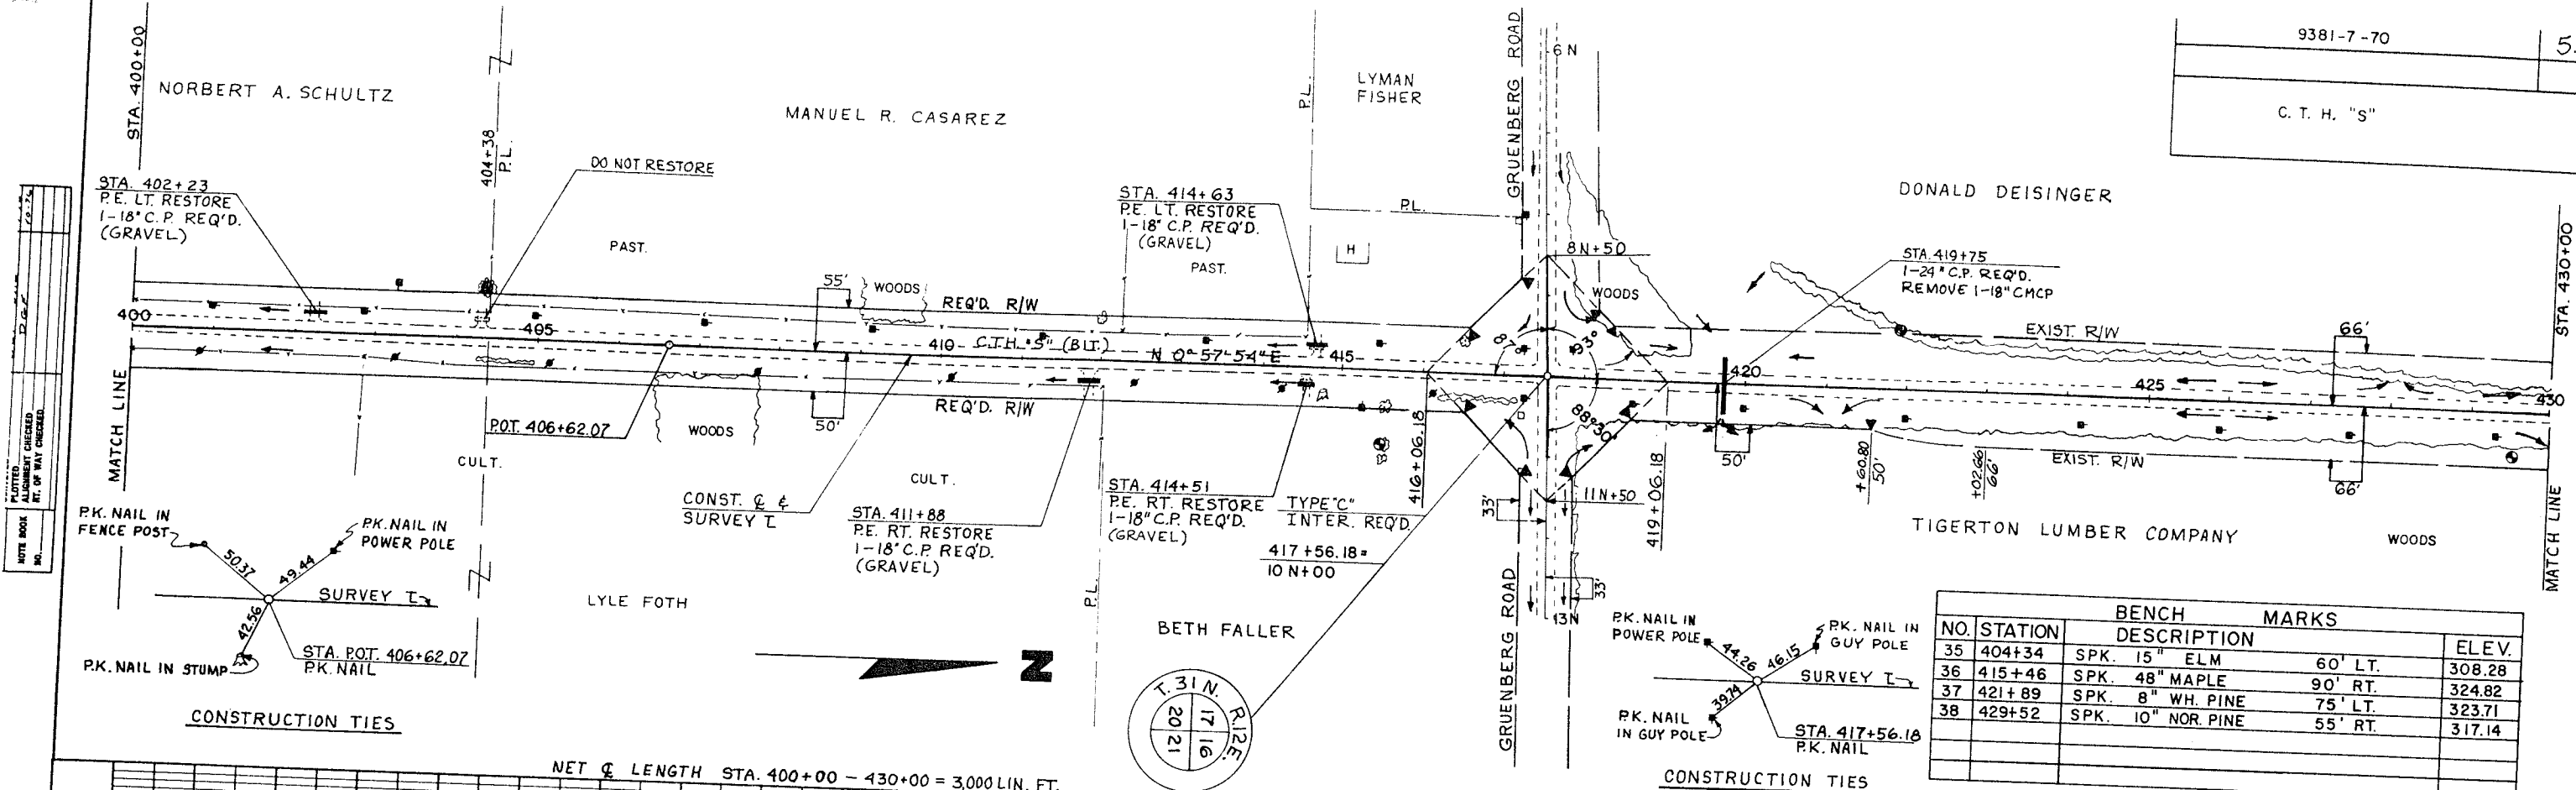 9381-7-70
5.
C. T. H. "S"
STA. 400+00
NORBERT A. SCHULTZ
404+38
P.L.
MANUEL R. CASAREZ
P.L.
LYMAN
FISHER
GRUENBERG ROAD
6 N
DONALD DEISINGER
STA. 430+00
DO NOT RESTORE
STA. 402+23
P.E. LT. RESTORE
1-18" C.P. REQ'D.
(GRAVEL)
PAST.
STA. 414+63
P.E. LT. RESTORE
1-18" C.P. REQ'D.
(GRAVEL)
PAST.
P.L.
H
8N+50
STA. 419+75
1-24" C.P. REQ'D.
REMOVE 1-18" CMCP
55'
WOODS
REQ'D. R/W
WOODS
EXIST. R/W
66'
400
405
410
C.T.H. "S" (BLT.)
N 0°57'54"E
415
87°
93°
88°30'
420
425
430
MATCH LINE
REQ'D. R/W
50'
P.O.T. 406+62.07
WOODS
CULT.
CULT.
CONST. ℄ &
SURVEY L
STA. 411+88
P.E. RT. RESTORE
1-18" C.P. REQ'D.
(GRAVEL)
STA. 414+51
P.E. RT. RESTORE
1-18" C.P. REQ'D.
(GRAVEL)
TYPE "C"
INTER. REQ'D.
417+56.18=
10 N+00
416+06.18
33'
11N+50
419+06.18
50'
+60.80
50'
+02.66
66'
EXIST. R/W
66'
TIGERTON LUMBER COMPANY
WOODS
MATCH LINE
PLOTTED
ALIGNMENT CHECKED
RT. OF WAY CHECKED
NOTE BOOK
NO.
P.K. NAIL IN
FENCE POST
P.K. NAIL IN
POWER POLE
50.37
49.44
SURVEY L
42.56
STA. P.O.T. 406+62.07
P.K. NAIL
P.K. NAIL IN STUMP
CONSTRUCTION TIES
LYLE FOTH
P.L.
BETH FALLER
Z
T. 31 N.
R.12E.
17 16
20 21
GRUENBERG ROAD
33'
13N
P.K. NAIL IN
POWER POLE
P.K. NAIL IN
GUY POLE
44.26
46.15
SURVEY L
39.74
P.K. NAIL
IN GUY POLE
STA. 417+56.18
P.K. NAIL
CONSTRUCTION TIES
BENCH MARKS
NO. STATION DESCRIPTION ELEV.
35 404+34 SPK. 15" ELM 60' LT. 308.28
36 415+46 SPK. 48" MAPLE 90' RT. 324.82
37 421+89 SPK. 8" WH. PINE 75' LT. 323.71
38 429+52 SPK. 10" NOR. PINE 55' RT. 317.14
NET ℄ LENGTH STA. 400+00 - 430+00 = 3,000 LIN. FT.